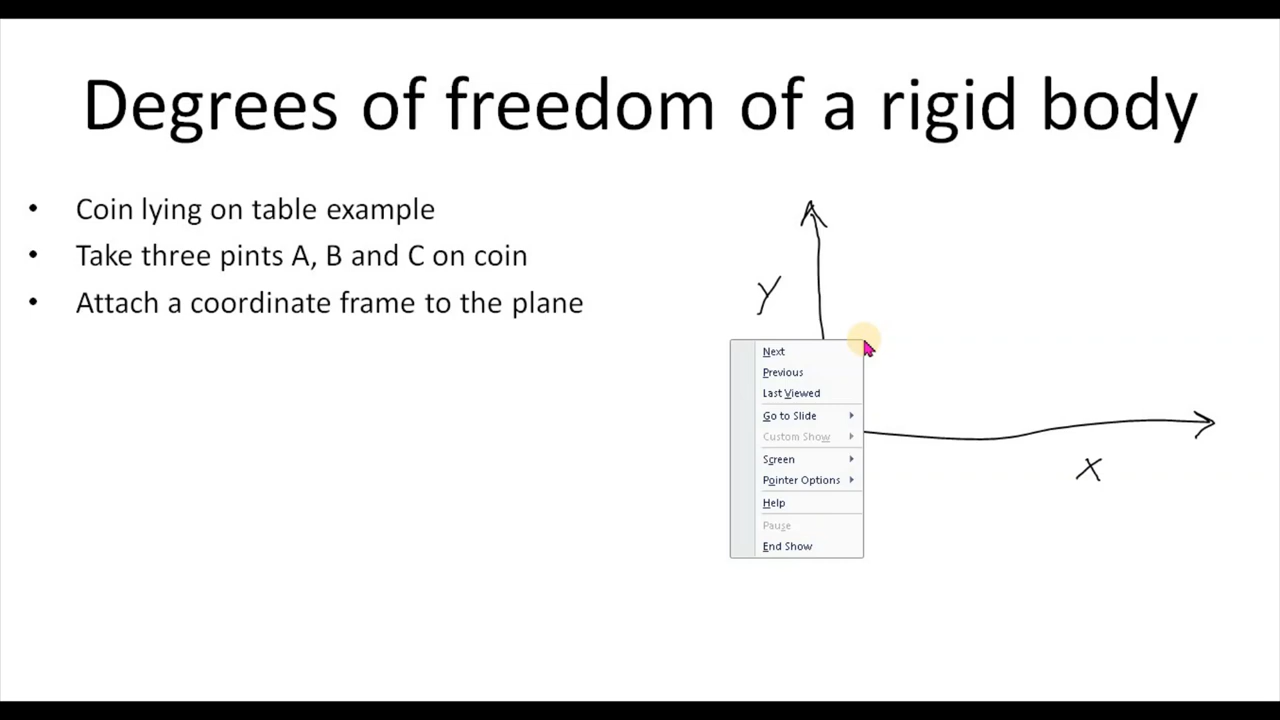 Degrees of freedom of a rigid body
• Coin lying on table example
• Take three pints A, B and C on coin
• Attach a coordinate frame to the plane
Y
X
Next
Previous
Last Viewed
Go to Slide
Custom Show
Screen
Pointer Options
Help
Pause
End Show